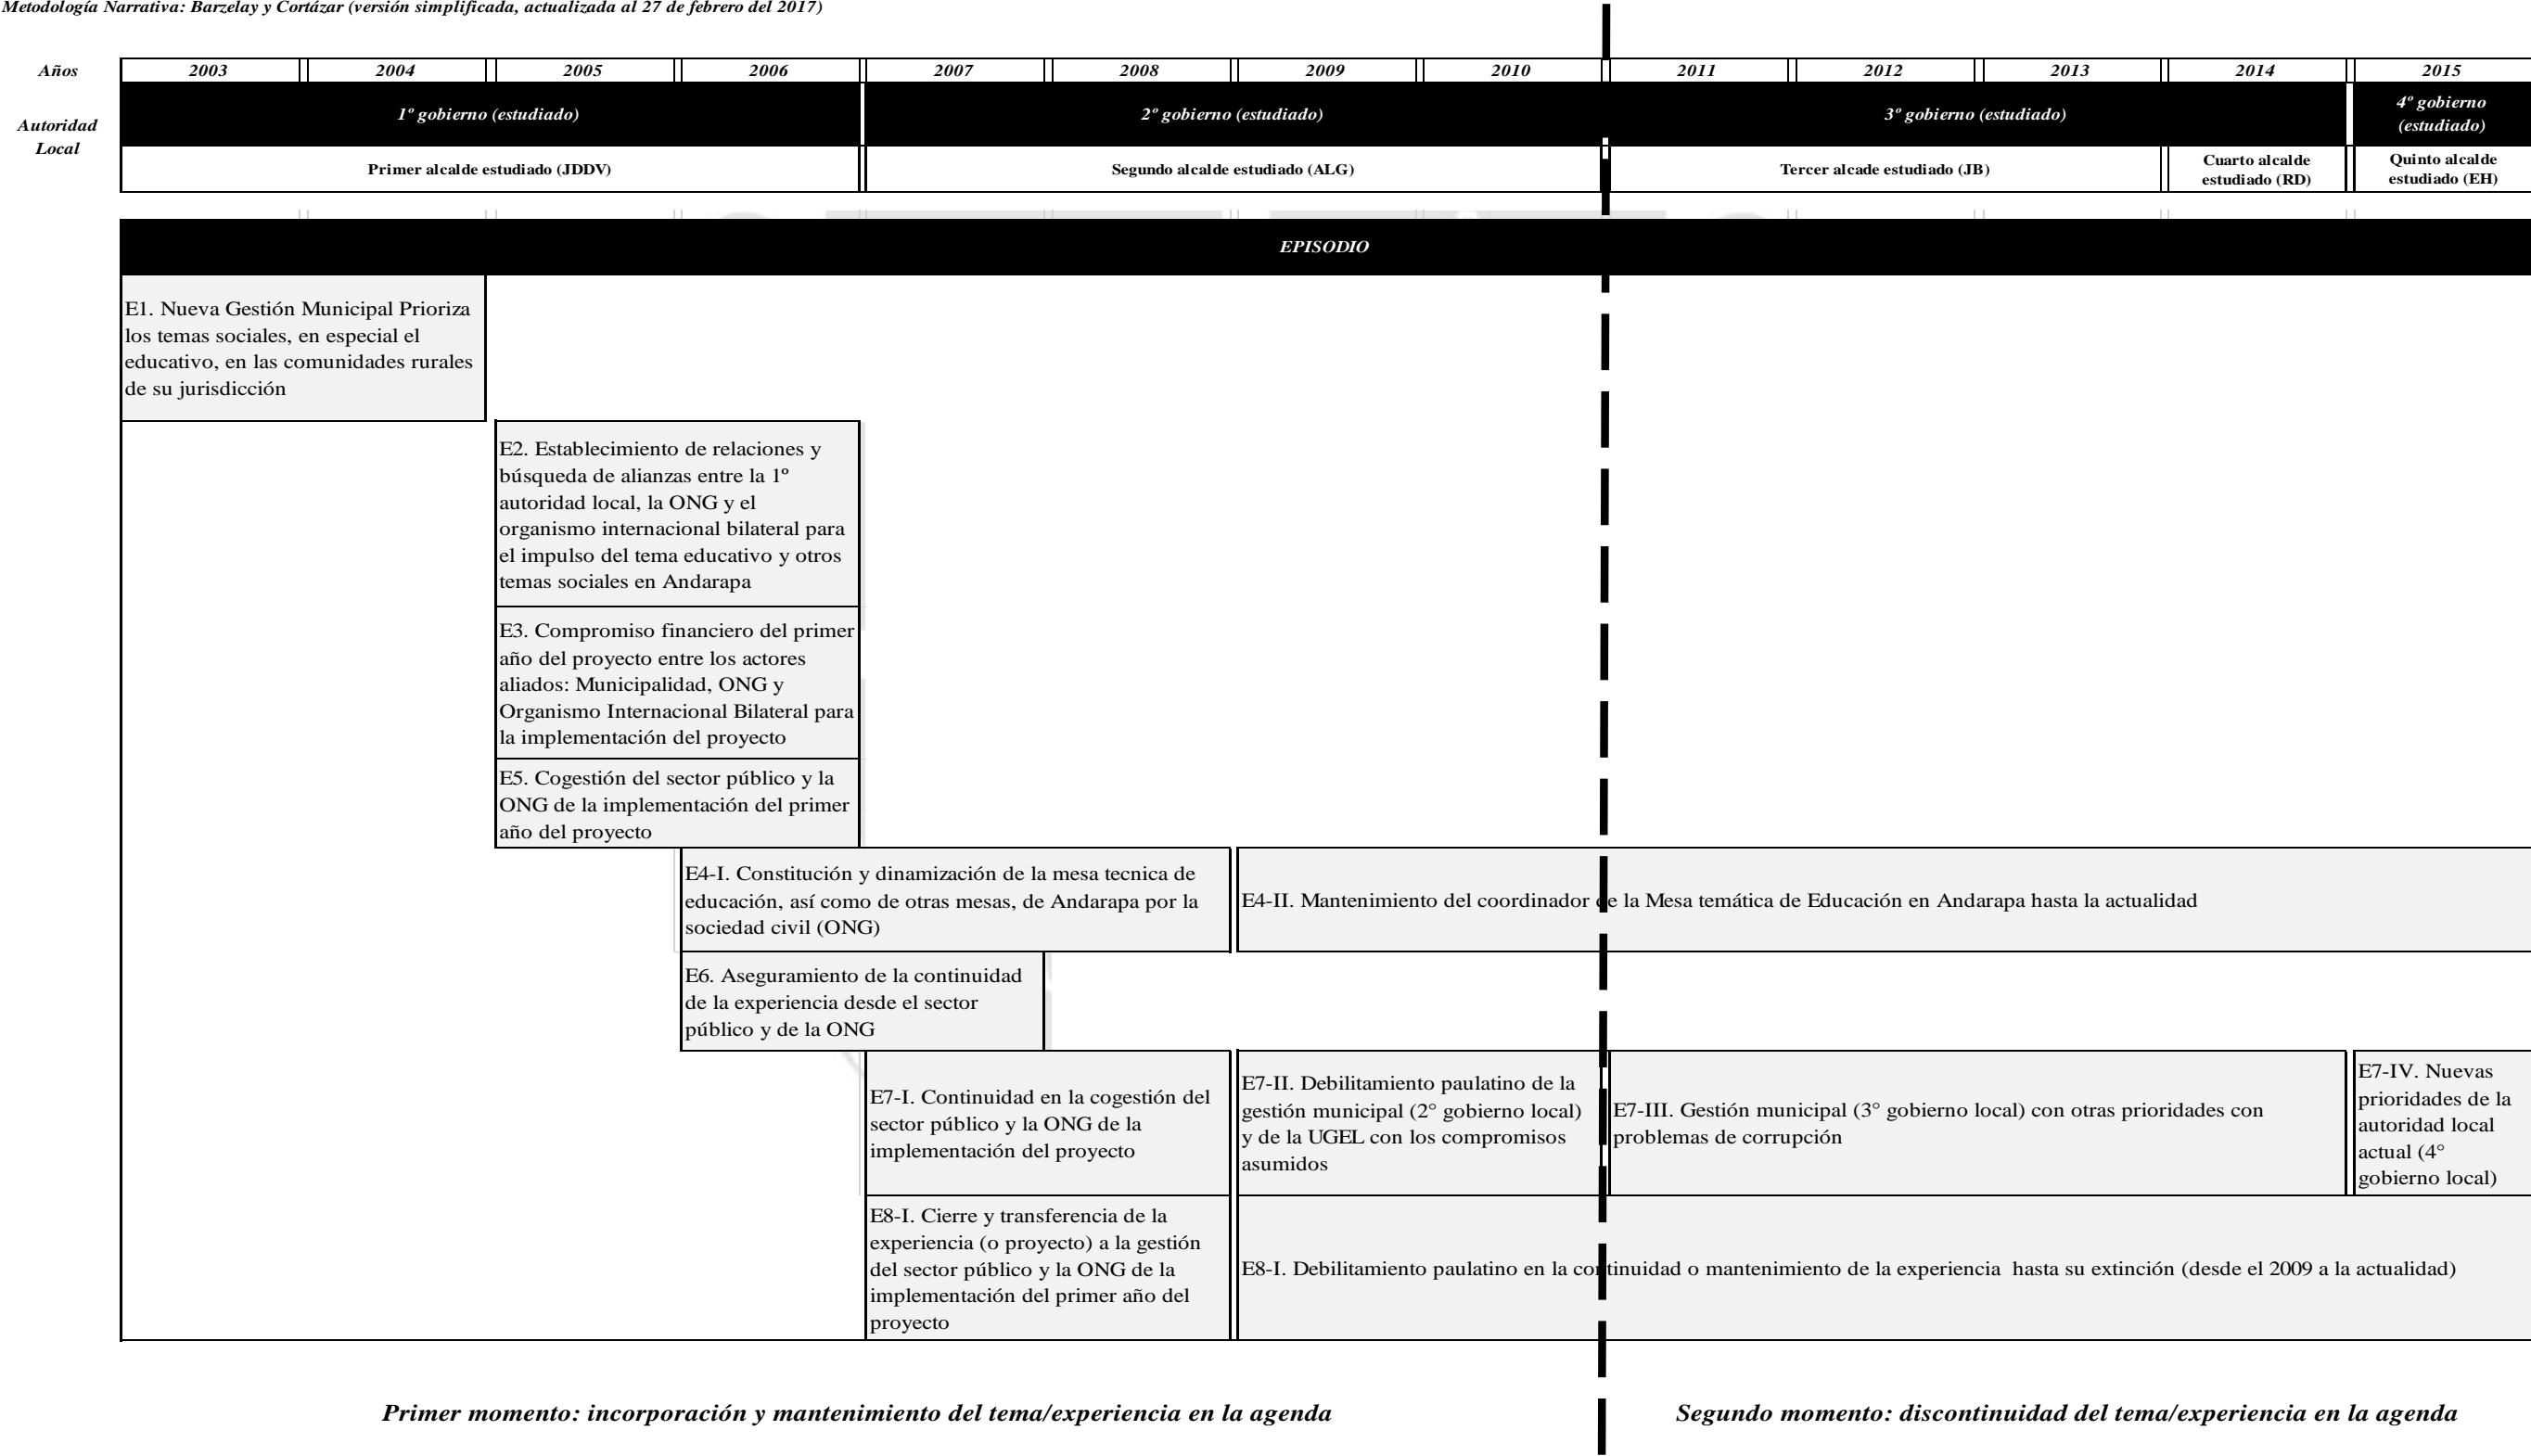 Metodología Narrativa: Barzelay y Cortázar (versión simplificada, actualizada al 27 de febrero del 2017)
Años 2003 2004 2005 2006 2007 2008 2009 2010 2011 2012 2013 2014 2015
Autoridad
Local
1º gobierno (estudiado) 2º gobierno (estudiado) 3º gobierno (estudiado)
4º gobierno
(estudiado)
Primer alcalde estudiado (JDDV) Segundo alcalde estudiado (ALG) Tercer alcade estudiado (JB)
Cuarto alcalde
estudiado (RD)
Quinto alcalde
estudiado (EH)
EPISODIO
E1. Nueva Gestión Municipal Prioriza
los temas sociales, en especial el
educativo, en las comunidades rurales
de su jurisdicción
E2. Establecimiento de relaciones y
búsqueda de alianzas entre la 1º
autoridad local, la ONG y el
organismo internacional bilateral para
el impulso del tema educativo y otros
temas sociales en Andarapa
E3. Compromiso financiero del primer
año del proyecto entre los actores
aliados: Municipalidad, ONG y
Organismo Internacional Bilateral para
la implementación del proyecto
E5. Cogestión del sector público y la
ONG de la implementación del primer
año del proyecto
E4-I. Constitución y dinamización de la mesa tecnica de
educación, así como de otras mesas, de Andarapa por la
sociedad civil (ONG)
E4-II. Mantenimiento del coordinador de la Mesa temática de Educación en Andarapa hasta la actualidad
E6. Aseguramiento de la continuidad
de la experiencia desde el sector
público y de la ONG
E7-I. Continuidad en la cogestión del
sector público y la ONG de la
implementación del proyecto
E7-II. Debilitamiento paulatino de la
gestión municipal (2° gobierno local)
y de la UGEL con los compromisos
asumidos
E7-III. Gestión municipal (3° gobierno local) con otras prioridades con
problemas de corrupción
E7-IV. Nuevas
prioridades de la
autoridad local
actual (4°
gobierno local)
E8-I. Cierre y transferencia de la
experiencia (o proyecto) a la gestión
del sector público y la ONG de la
implementación del primer año del
proyecto
E8-I. Debilitamiento paulatino en la continuidad o mantenimiento de la experiencia hasta su extinción (desde el 2009 a la actualidad)
Primer momento: incorporación y mantenimiento del tema/experiencia en la agenda
Segundo momento: discontinuidad del tema/experiencia en la agenda